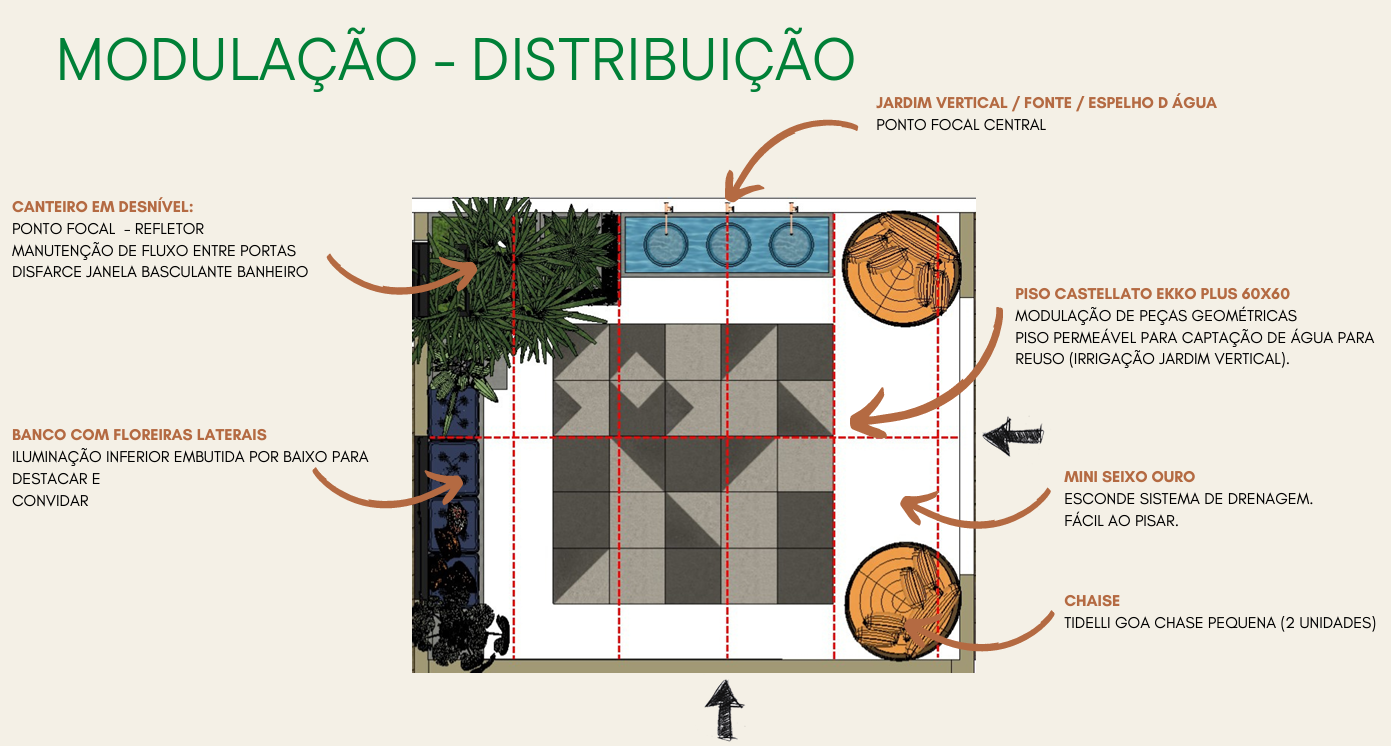 MODULAÇÃO - DISTRIBUIÇÃO
JARDIM VERTICAL / FONTE / ESPELHO D ÁGUA
PONTO FOCAL CENTRAL
CANTEIRO EM DESNÍVEL:
PONTO FOCAL - REFLETOR
MANUTENÇÃO DE FLUXO ENTRE PORTAS
DISFARCE JANELA BASCULANTE BANHEIRO
PISO CASTELLATO EKKO PLUS 60X60
MODULAÇÃO DE PEÇAS GEOMÉTRICAS
PISO PERMEÁVEL PARA CAPTAÇÃO DE ÁGUA PARA
REUSO (IRRIGAÇÃO JARDIM VERTICAL).
BANCO COM FLOREIRAS LATERAIS
ILUMINAÇÃO INFERIOR EMBUTIDA POR BAIXO PARA
DESTACAR E
CONVIDAR
MINI SEIXO OURO
ESCONDE SISTEMA DE DRENAGEM.
FÁCIL AO PISAR.
CHAISE
TIDELLI GOA CHASE PEQUENA (2 UNIDADES)